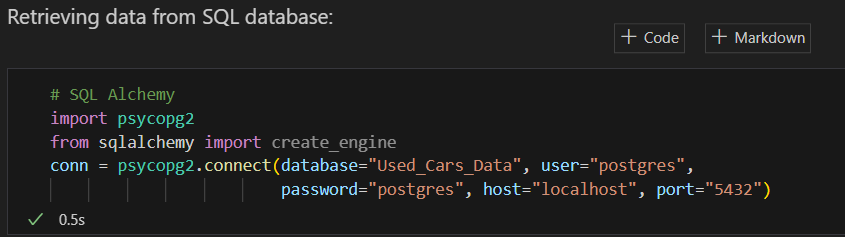 Retrieving data from SQL database:
+ Code
+ Markdown
# SQL Alchemy
import psycopg2
from sqlalchemy import create_engine
conn = psycopg2.connect(database="Used_Cars_Data", user="postgres",
password="postgres", host="localhost", port="5432")
✓ 0.5s